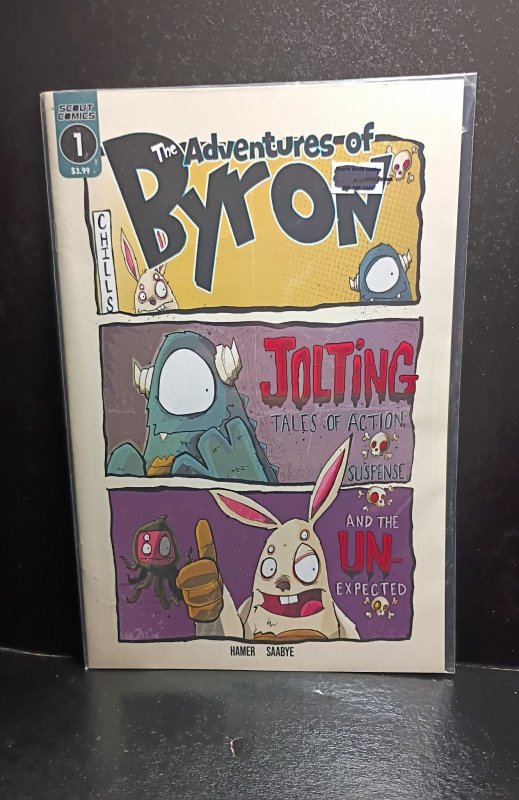 SCOUT
COMICS
1
$3.99
The Adventures of
Byron
CHILLS
JOLTING
TALES OF ACTION,
SUSPENSE,
AND THE
UN-
EXPECTED
HAMER SAABYE